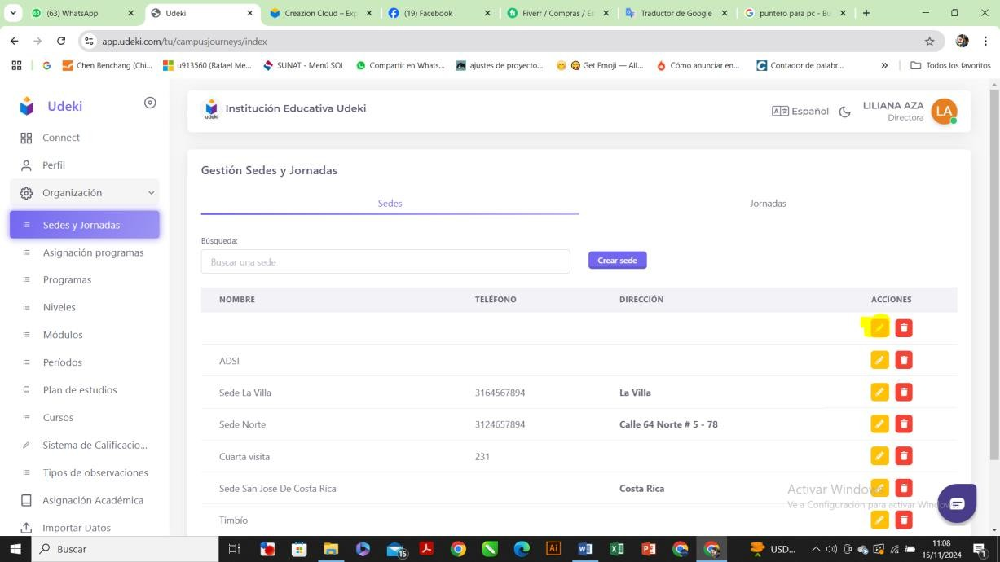 (63) WhatsApp
Udeki
Creazion Cloud – Exp
(19) Facebook
Fiverr / Compras / Es
Traductor de Google
puntero para pc - Bu
app.udeki.com/tu/campusjourneys/index
Chen Benchang (Chi...
u913560 (Rafael Me...
SUNAT - Menú SOL
Compartir en Whats...
ajustes de proyecto...
Get Emoji — All...
Cómo anunciar en...
Contador de palabr...
Todos los favoritos
Udeki
Connect
Perfil
Organización
Sedes y Jornadas
Asignación programas
Programas
Niveles
Módulos
Períodos
Plan de estudios
Cursos
Sistema de Calificacio...
Tipos de observaciones
Asignación Académica
Importar Datos
udeki
Institución Educativa Udeki
Español
LILIANA AZA
Directora
LA
Gestión Sedes y Jornadas
Sedes
Jornadas
Búsqueda:
Buscar una sede
Crear sede
NOMBRE TELÉFONO DIRECCIÓN ACCIONES
ADSI
Sede La Villa 3164567894 La Villa
Sede Norte 3124657894 Calle 64 Norte # 5 - 78
Cuarta visita 231
Sede San Jose De Costa Rica Costa Rica
Timbío
Activar Windows
Ve a Configuración para activar Windows.
Buscar
15
USD...
11:08
15/11/2024
1